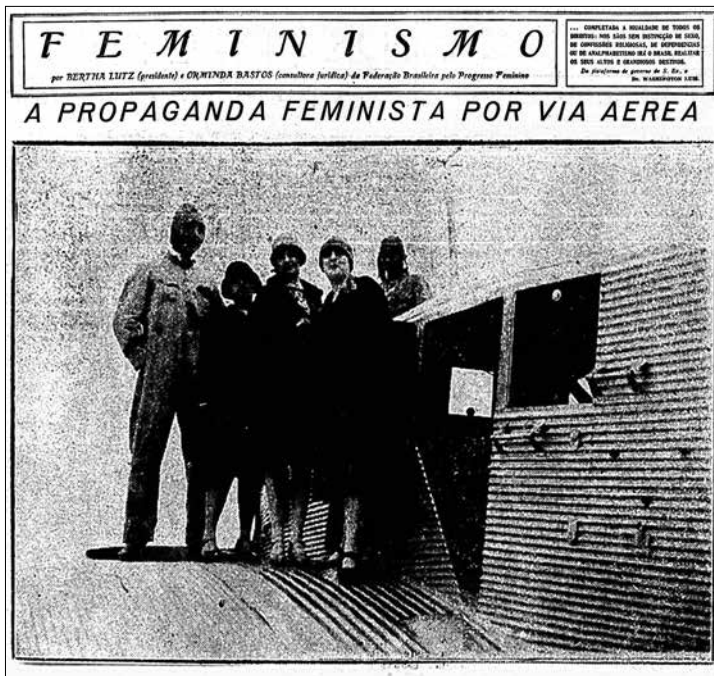 FEMINISMO
por BERTHA LUTZ (presidente) e ORMINDA BASTOS (consultora juridica) da Federação Brasileira pelo Progresso Feminino
... COMPLETADA A IGUALDADE DE TODOS OS
DIREITOS: NOS SÃOS SEM DISTINCÇÃO DE SEXO,
DE CONFISSÕES RELIGIOSAS, DE DEPENDENCIAS
OU DE ANALPHABETISMO IRÁ O BRASIL REALIZAR
OS SEUS ALTOS E GRANDIOSOS DESTINOS.
Da plataforma de governo de S. Ex., o
Dr. WASHINGTON LUIS.
A PROPAGANDA FEMINISTA POR VIA AEREA